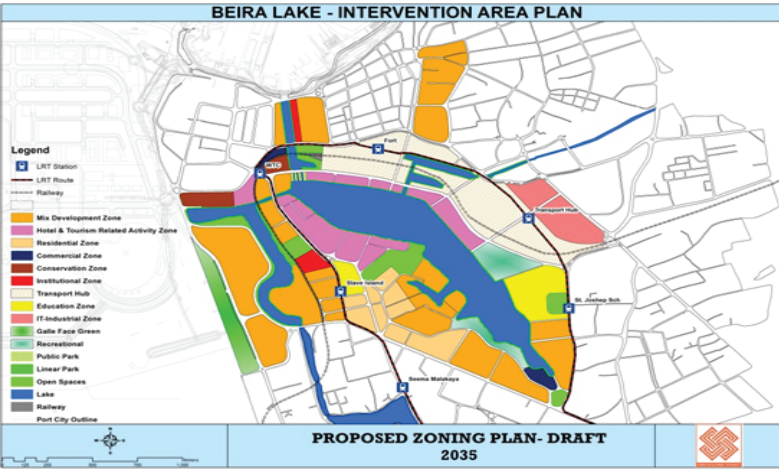 BEIRA LAKE - INTERVENTION AREA PLAN
Fort
WTC
Transport Hub
St. Joshep Sch
Slave Island
Seema Malakaya
Legend
LRT Station
LRT Route
Railway
Mix Development Zone
Hotel & Tourism Related Activity Zone
Residential Zone
Commercial Zone
Conservation Zone
Institutional Zone
Transport Hub
Education Zone
IT-Industrial Zone
Galle Face Green
Recreational
Public Park
Linear Park
Open Spaces
Lake
Railway
Port City Outline
PROPOSED ZONING PLAN- DRAFT
2035